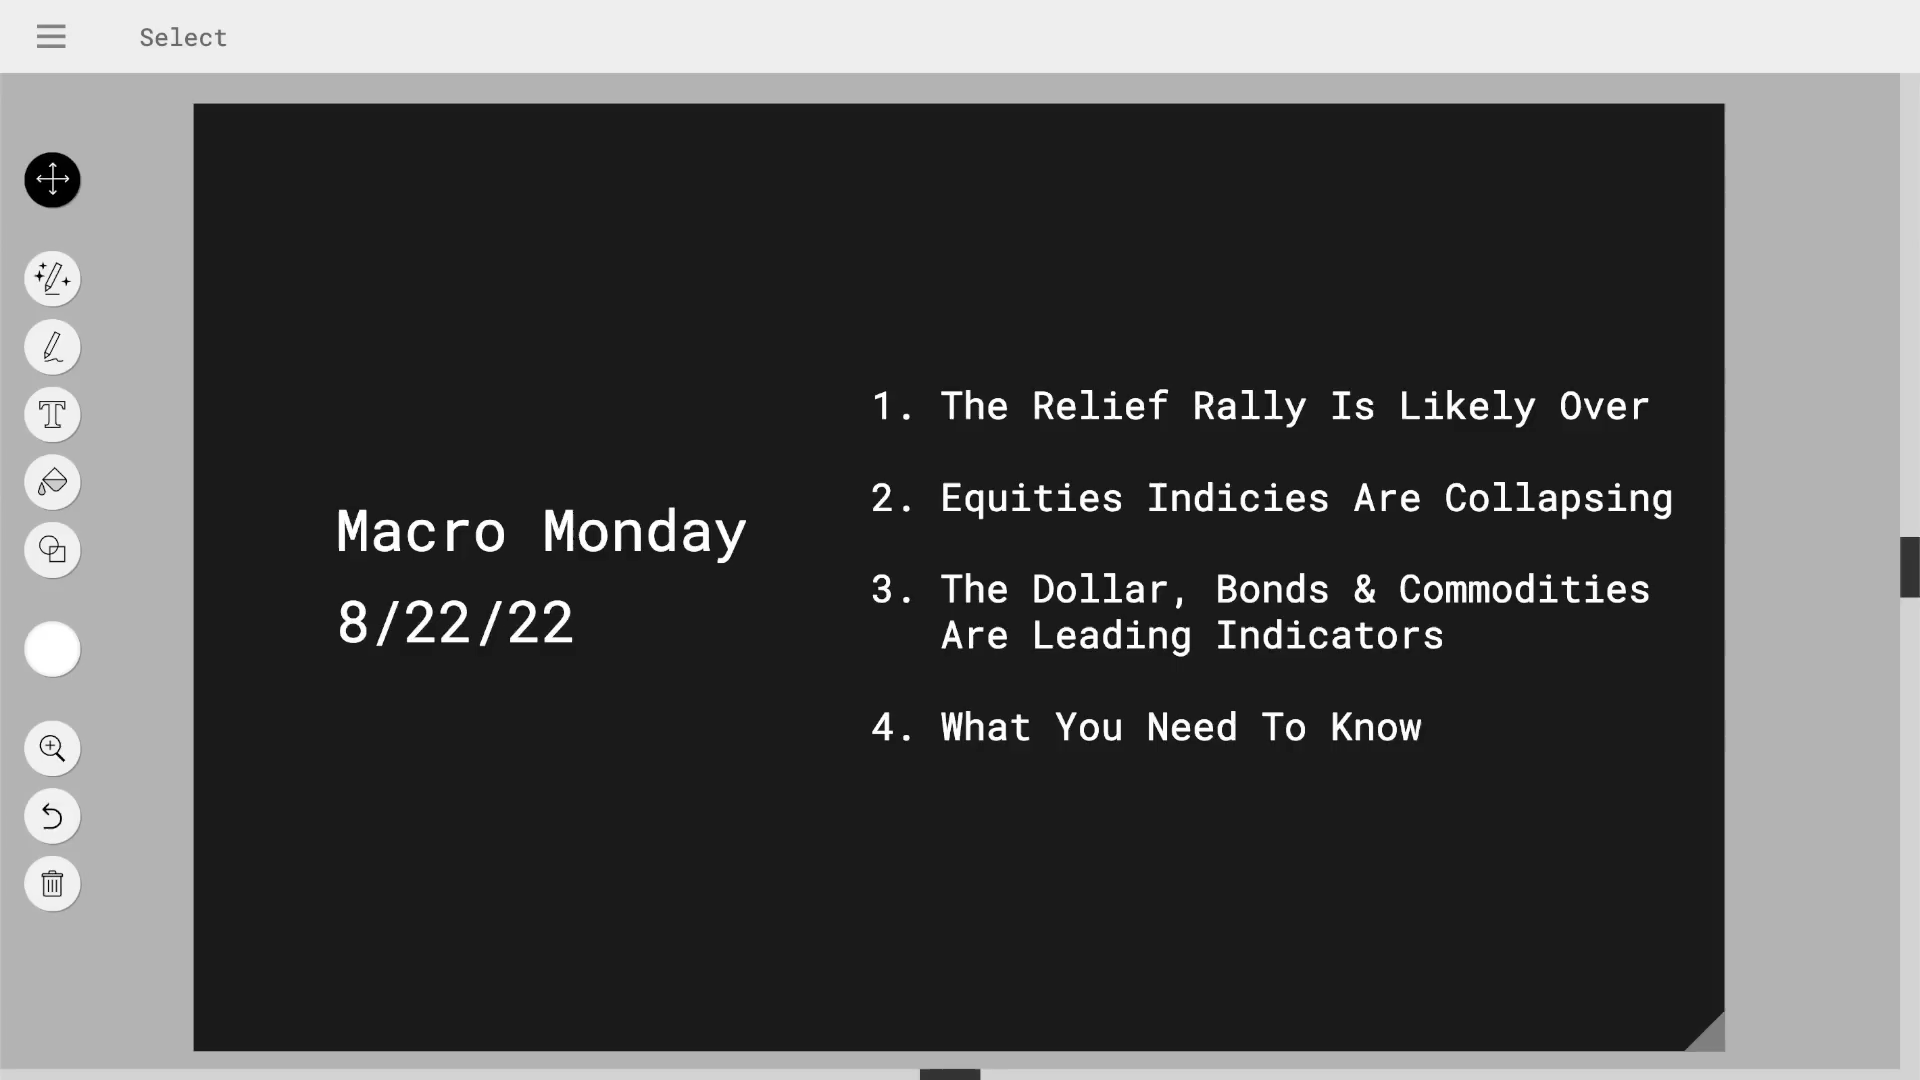 Select
Macro Monday
8/22/22
1. The Relief Rally Is Likely Over
2. Equities Indicies Are Collapsing
3. The Dollar, Bonds & Commodities
Are Leading Indicators
4. What You Need To Know